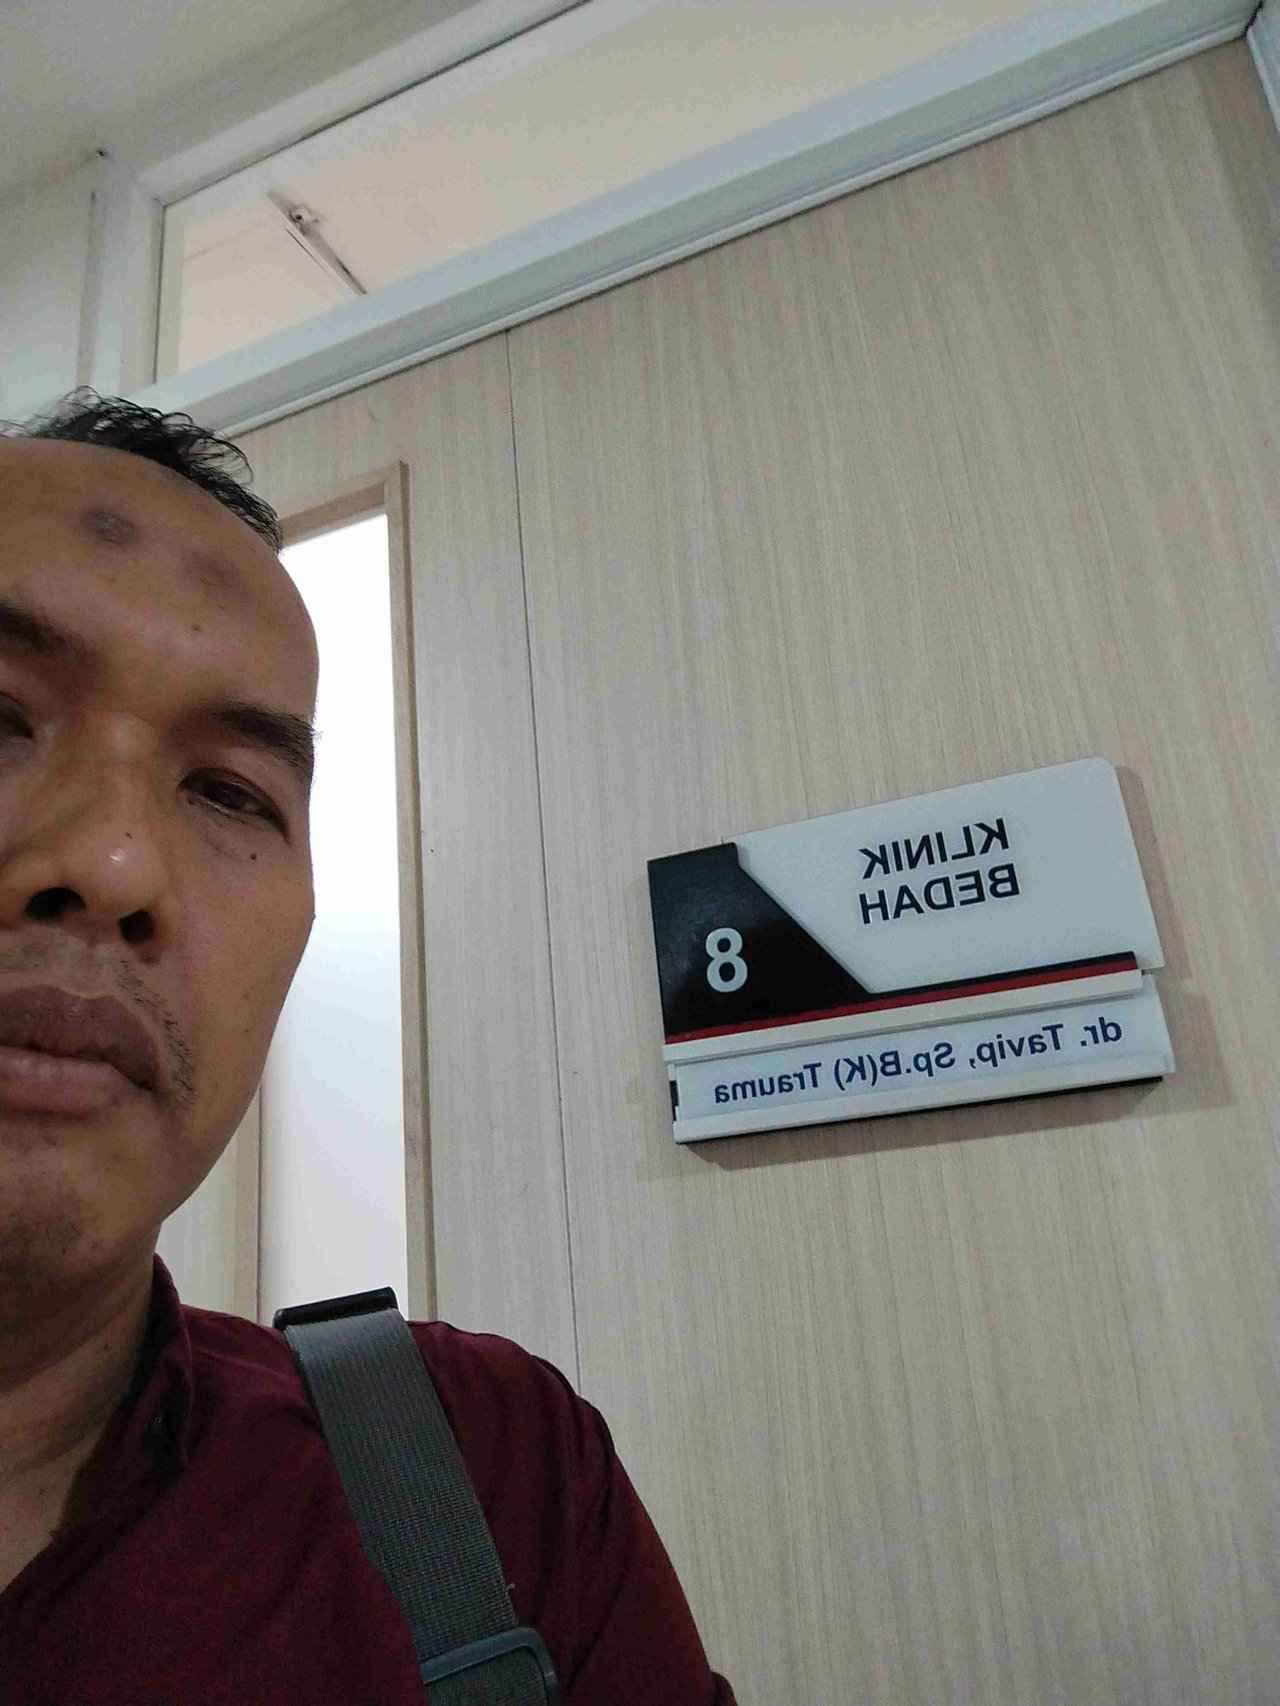 KLINIK
BEDAH
8
dr. Tavip, Sp.B(K) Trauma